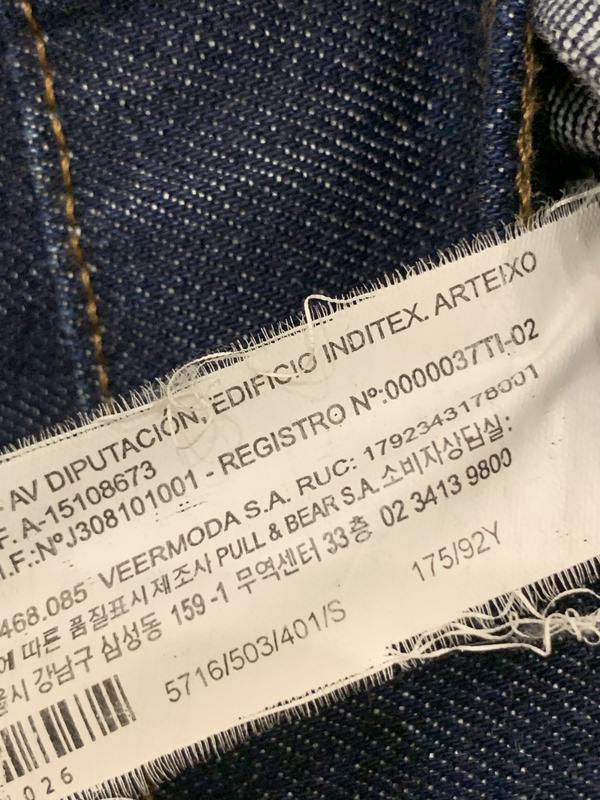 - AV DIPUTACIÓN, EDIFICIO INDITEX. ARTEIXO
F. A-15108673
I.F.:NºJ308101001 - REGISTRO Nº:0000037TI-02
468.085 VEERMODA S.A. RUC: 1792343178001
에 따른 품질표시제조사 PULL & BEAR S.A.소비자상담실:
울시 강남구 삼성동 159-1 무역센터 33층 02 3413 9800
5716/503/401/S 175/92Y
026